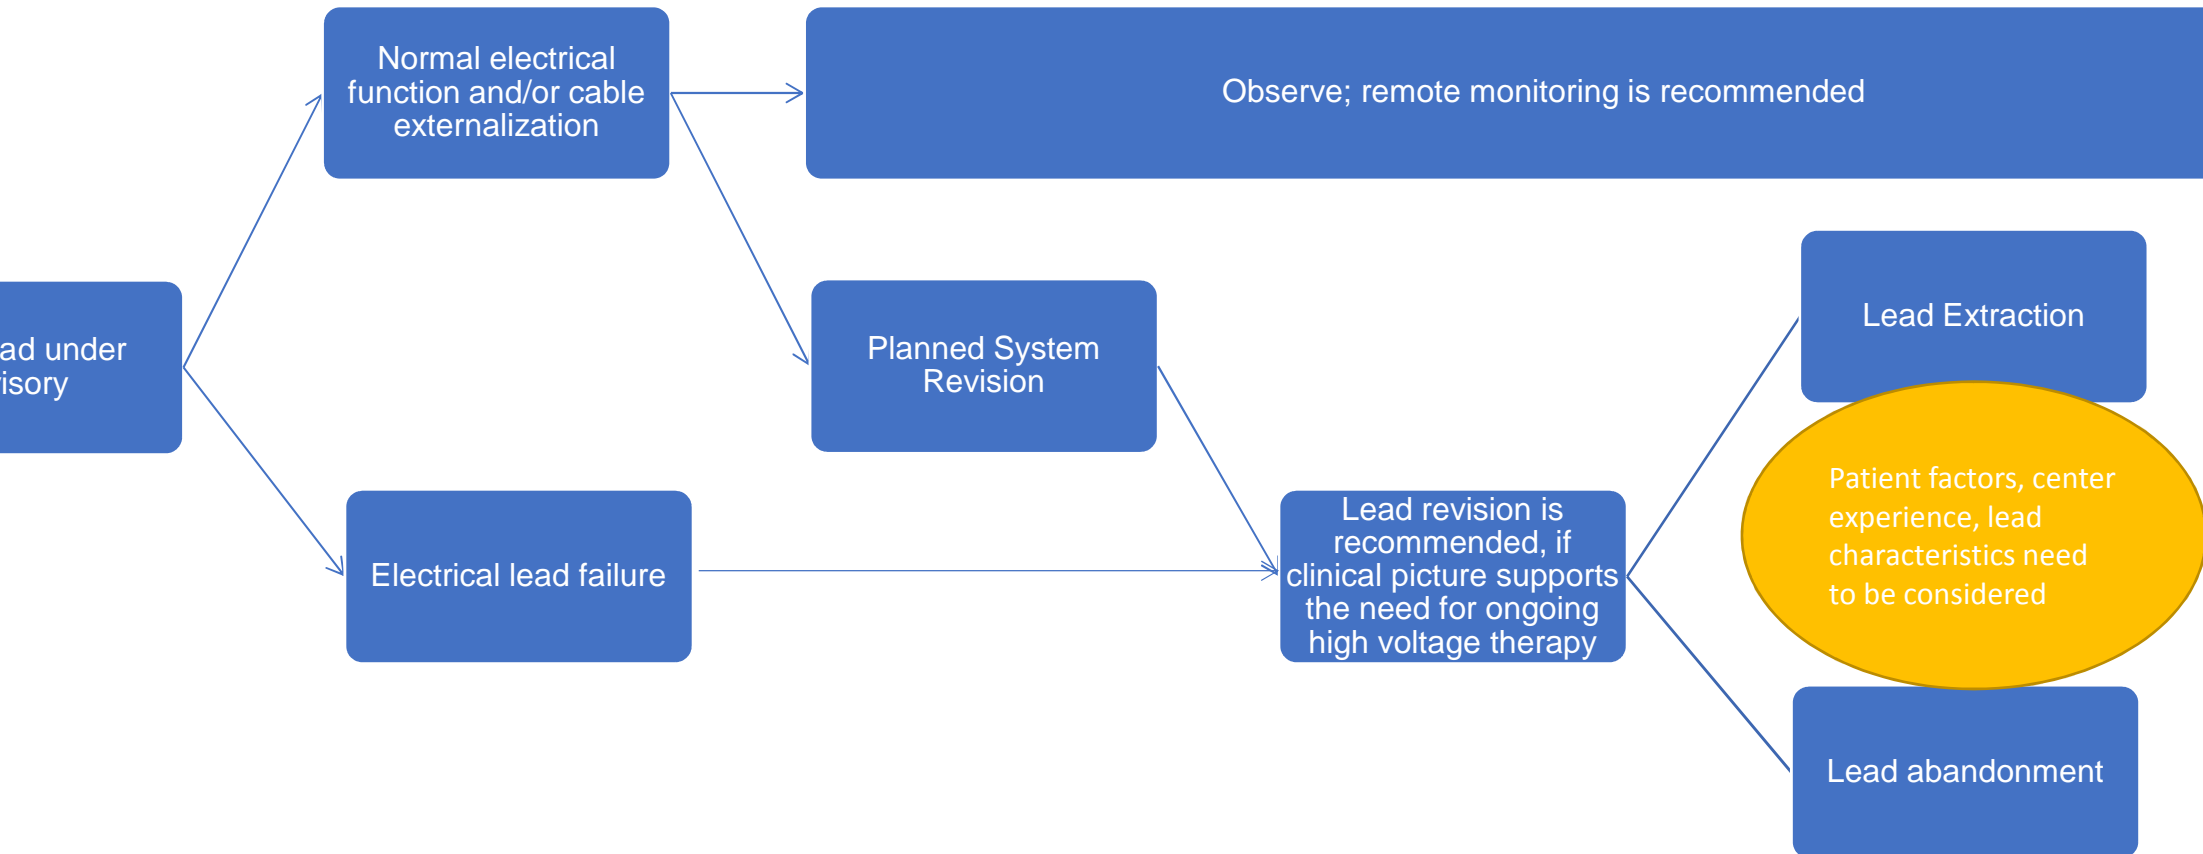 Normal electrical
function and/or cable
externalization
Observe; remote monitoring is recommended
under
Planned System
Revision
Lead Extraction
Electrical lead failure
Lead revision is
recommended, if
clinical picture supports
the need for ongoing
high voltage therapy
Patient factors, center
experience, lead
characteristics need
to be considered
Lead abandonment